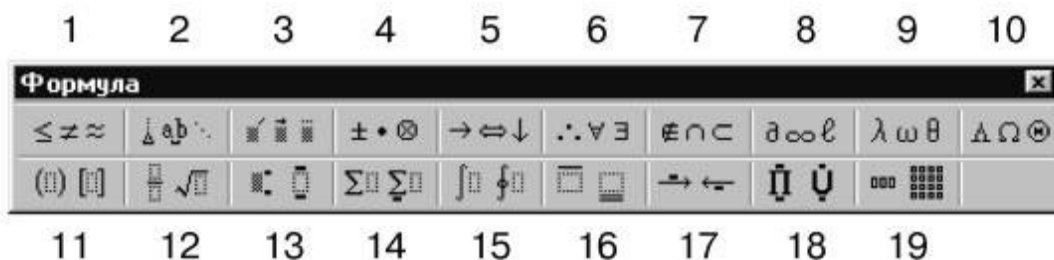 1 2 3 4 5 6 7 8 9 10
Формула
≤ ≠ ≈ a͟b ⋱ ± • ⊗ → ⇔ ↓ ∴ ∀ ∃ ∉ ∩ ⊂ ∂ ∞ ℓ λ ω θ Λ Ω Θ
(▯) [▯] √▯ Σ▯ Σ▯ ∫▯ ∮▯ Π U
11 12 13 14 15 16 17 18 19